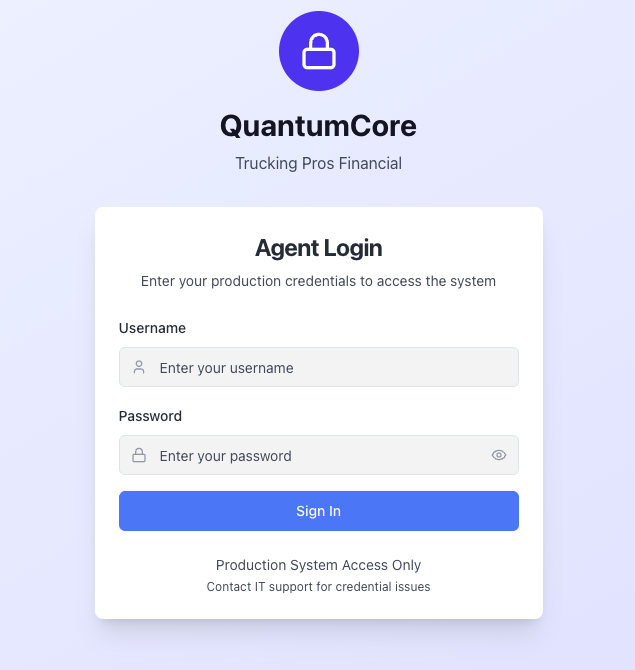 QuantumCore
Trucking Pros Financial
Agent Login
Enter your production credentials to access the system
Username
Enter your username
Password
Enter your password
Sign In
Production System Access Only
Contact IT support for credential issues